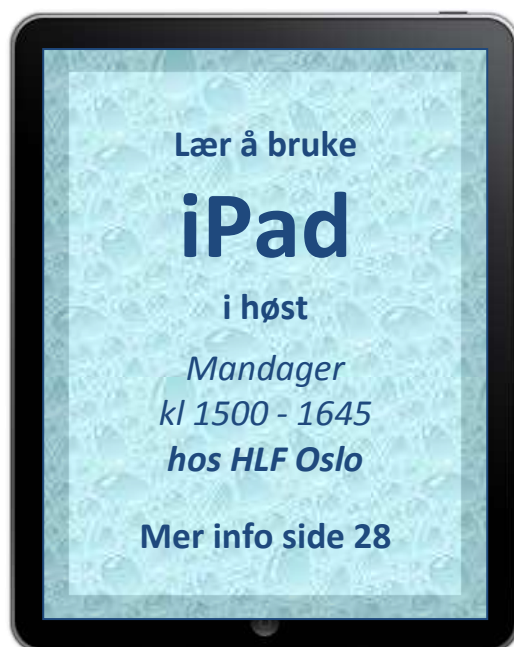 Lær å bruke
iPad
i høst
Mandager
kl 1500 - 1645
hos HLF Oslo
Mer info side 28